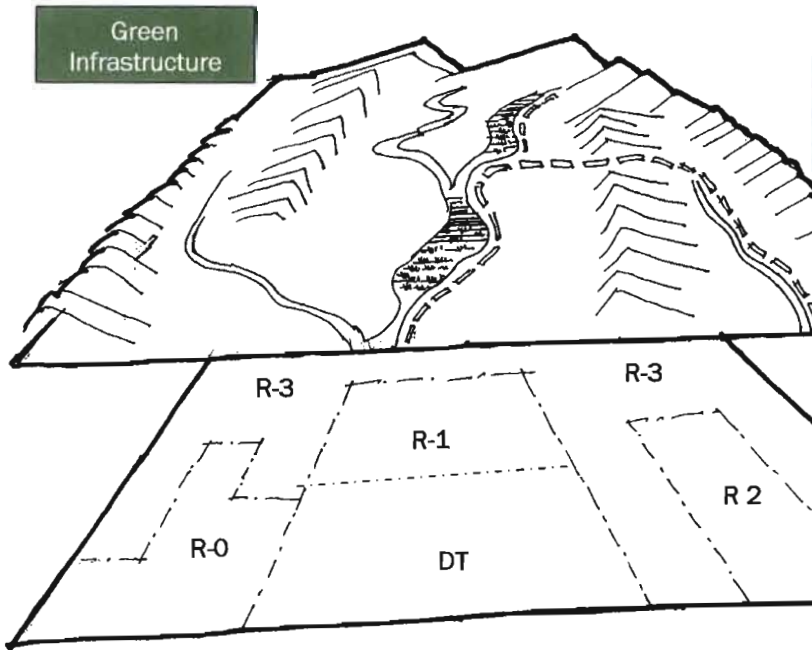 Green
Infrastructure
R-3
R-3
R-1
R 2
R-0
DT